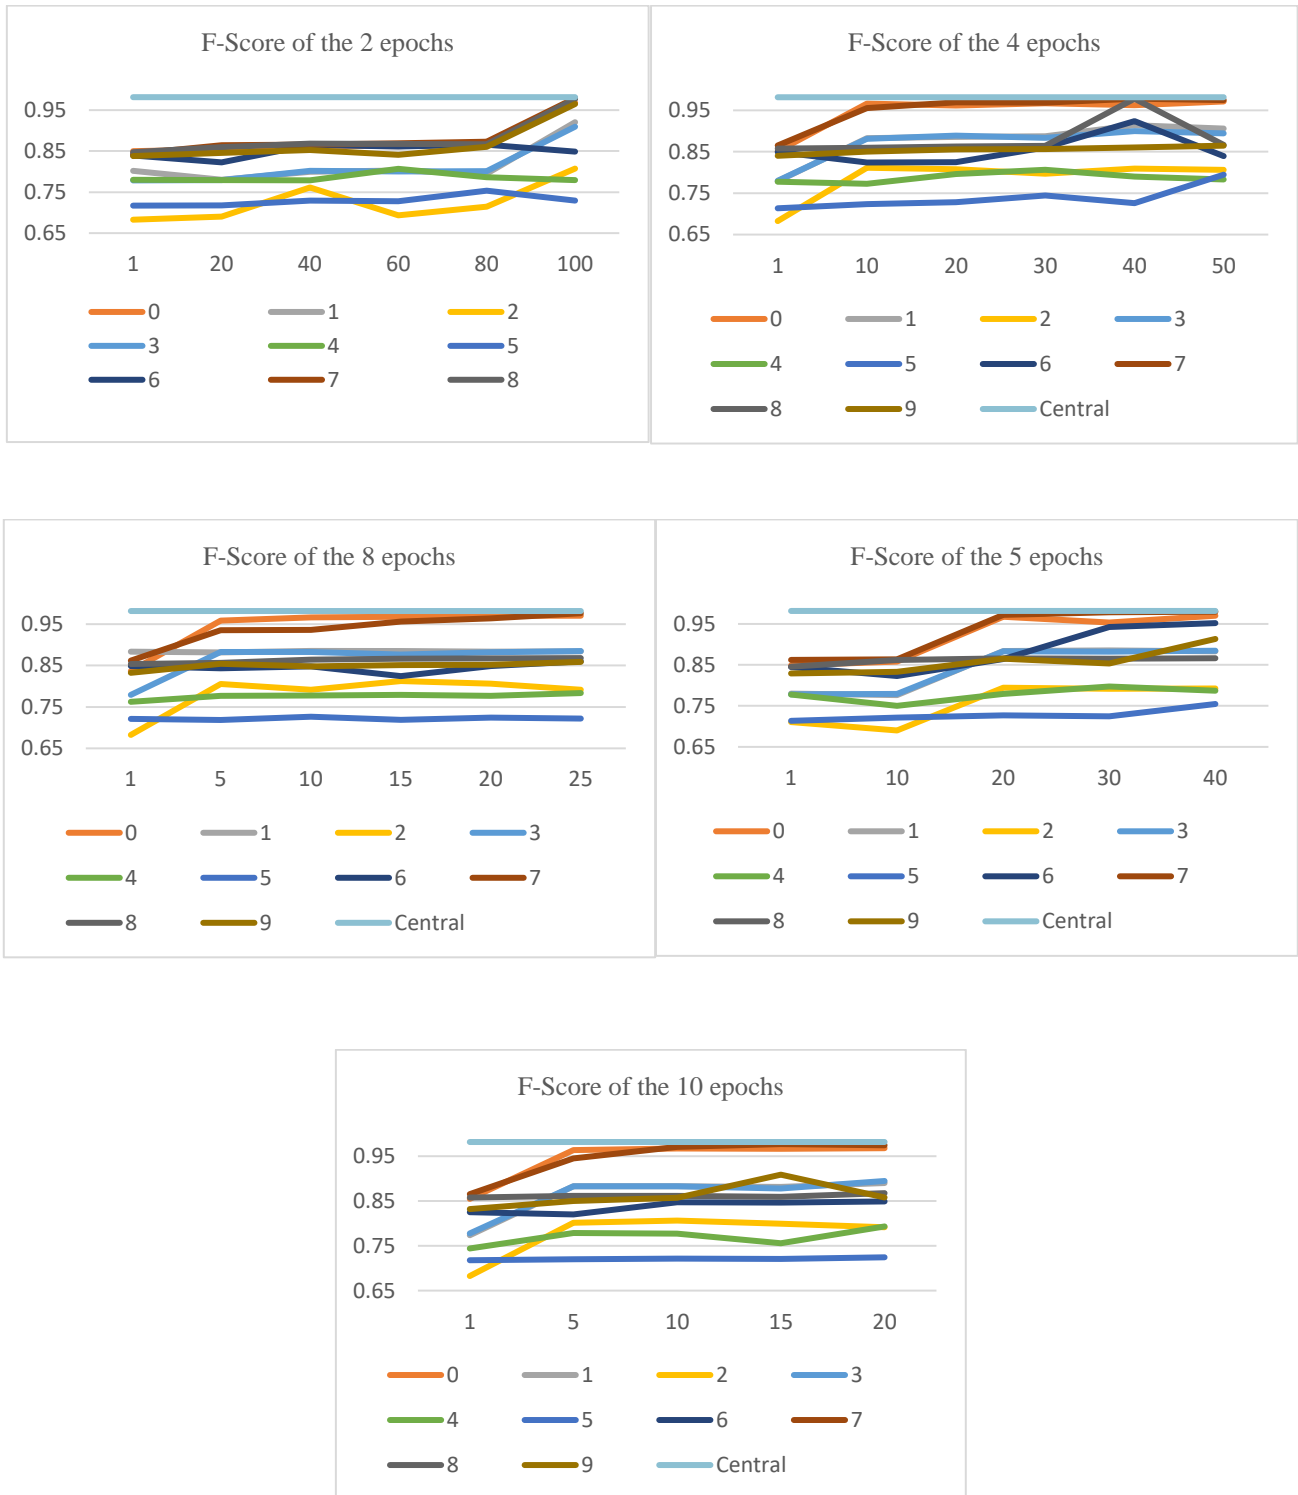 F-Score of the 2 epochs
0.95
0.85
0.75
0.65
1 20 40 60 80 100
0 1 2
3 4 5
6 7 8
F-Score of the 4 epochs
0.95
0.85
0.75
0.65
1 10 20 30 40 50
0 1 2 3
4 5 6 7
8 9 Central
F-Score of the 8 epochs
0.95
0.85
0.75
0.65
1 5 10 15 20 25
0 1 2 3
4 5 6 7
8 9 Central
F-Score of the 5 epochs
0.95
0.85
0.75
0.65
1 10 20 30 40
0 1 2 3
4 5 6 7
8 9 Central
F-Score of the 10 epochs
0.95
0.85
0.75
0.65
1 5 10 15 20
0 1 2 3
4 5 6 7
8 9 Central